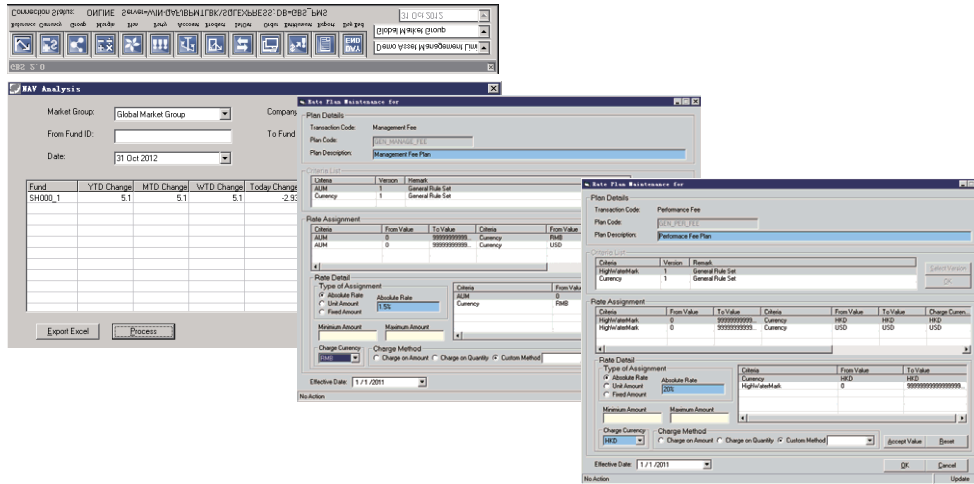 Connection Status: ONLINE
31 Oct 2012
Global Market Group
END DAY
GBS 2.0
NAV Analysis
Market Group: Global Market Group Company
From Fund ID: To Fund
Date: 31 Oct 2012
Fund YTD Change MTD Change WTD Change Today Change
SH000_1 5.1 5.1 5.1 -2.93
Export Excel Process
Rate Plan Maintenance for
Plan Details
Transaction Code: Management Fee
Plan Code: GEN_MANAGE_FEE
Plan Description: Management Fee Plan
Criteria List
Criteria Version Remark
AUM 1 General Rule Set
Currency 1 General Rule Set
Rate Assignment
Criteria From Value To Value Criteria From Value
AUM 0 99999999999... Currency RMB
AUM 0 99999999999... Currency USD
Rate Detail
Type of Assignment
Absolute Rate Absolute Rate
Unit Amount 1.5%
Fixed Amount
Criteria From Valu
AUM 0
Currency RMB
Minimum Amount Maximum Amount
Charge Currency Charge Method
RMB Charge on Amount Charge on Quantity Custom Method
Effective Date: 1 / 1 /2011
No Action
Rate Plan Maintenance for
Plan Details
Transaction Code: Performance Fee
Plan Code: GEN_PER_FEE
Plan Description: Perfomace Fee Plan
Criteria List
Criteria Version Remark
HighWaterMark 1 General Rule Set
Currency 1 General Rule Set
Select Version
OK
Rate Assignment
Criteria From Value To Value Criteria From Value To Value Charge Curren...
HighWaterMark 0 99999999999... Currency HKD HKD HKD
HighWaterMark 0 99999999999... Currency USD USD USD
Rate Detail
Type of Assignment
Absolute Rate Absolute Rate
Unit Amount 20%
Fixed Amount
Criteria From Value To Value
Currency HKD HKD
HighWaterMark 0 9999999999999999...
Minimum Amount Maximum Amount
Charge Currency Charge Method
HKD Charge on Amount Charge on Quantity Custom Method Accept Value Reset
Effective Date: 1 / 1 /2011 OK Cancel
No Action Update